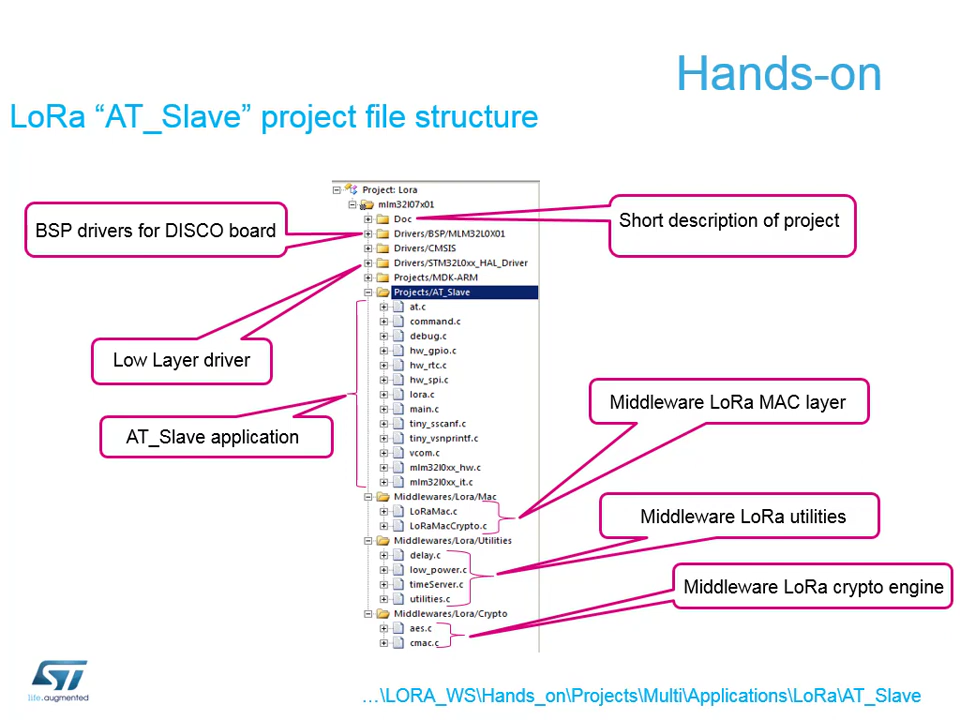 Hands-on
LoRa “AT_Slave” project file structure
Project: Lora
mlm32l07x01
Doc
Drivers/BSP/MLM32L0X01
Drivers/CMSIS
Drivers/STM32L0xx_HAL_Driver
Projects/MDK-ARM
Projects/AT_Slave
at.c
command.c
debug.c
hw_gpio.c
hw_rtc.c
hw_spi.c
lora.c
main.c
tiny_sscanf.c
tiny_vsnprintf.c
vcom.c
mlm32l0xx_hw.c
mlm32l0xx_it.c
Middlewares/Lora/Mac
LoRaMac.c
LoRaMacCrypto.c
Middlewares/Lora/Utilities
delay.c
low_power.c
timeServer.c
utilities.c
Middlewares/Lora/Crypto
aes.c
cmac.c
BSP drivers for DISCO board
Low Layer driver
AT_Slave application
Short description of project
Middleware LoRa MAC layer
Middleware LoRa utilities
Middleware LoRa crypto engine
ST
life.augmented
...\LORA_WS\Hands_on\Projects\Multi\Applications\LoRa\AT_Slave